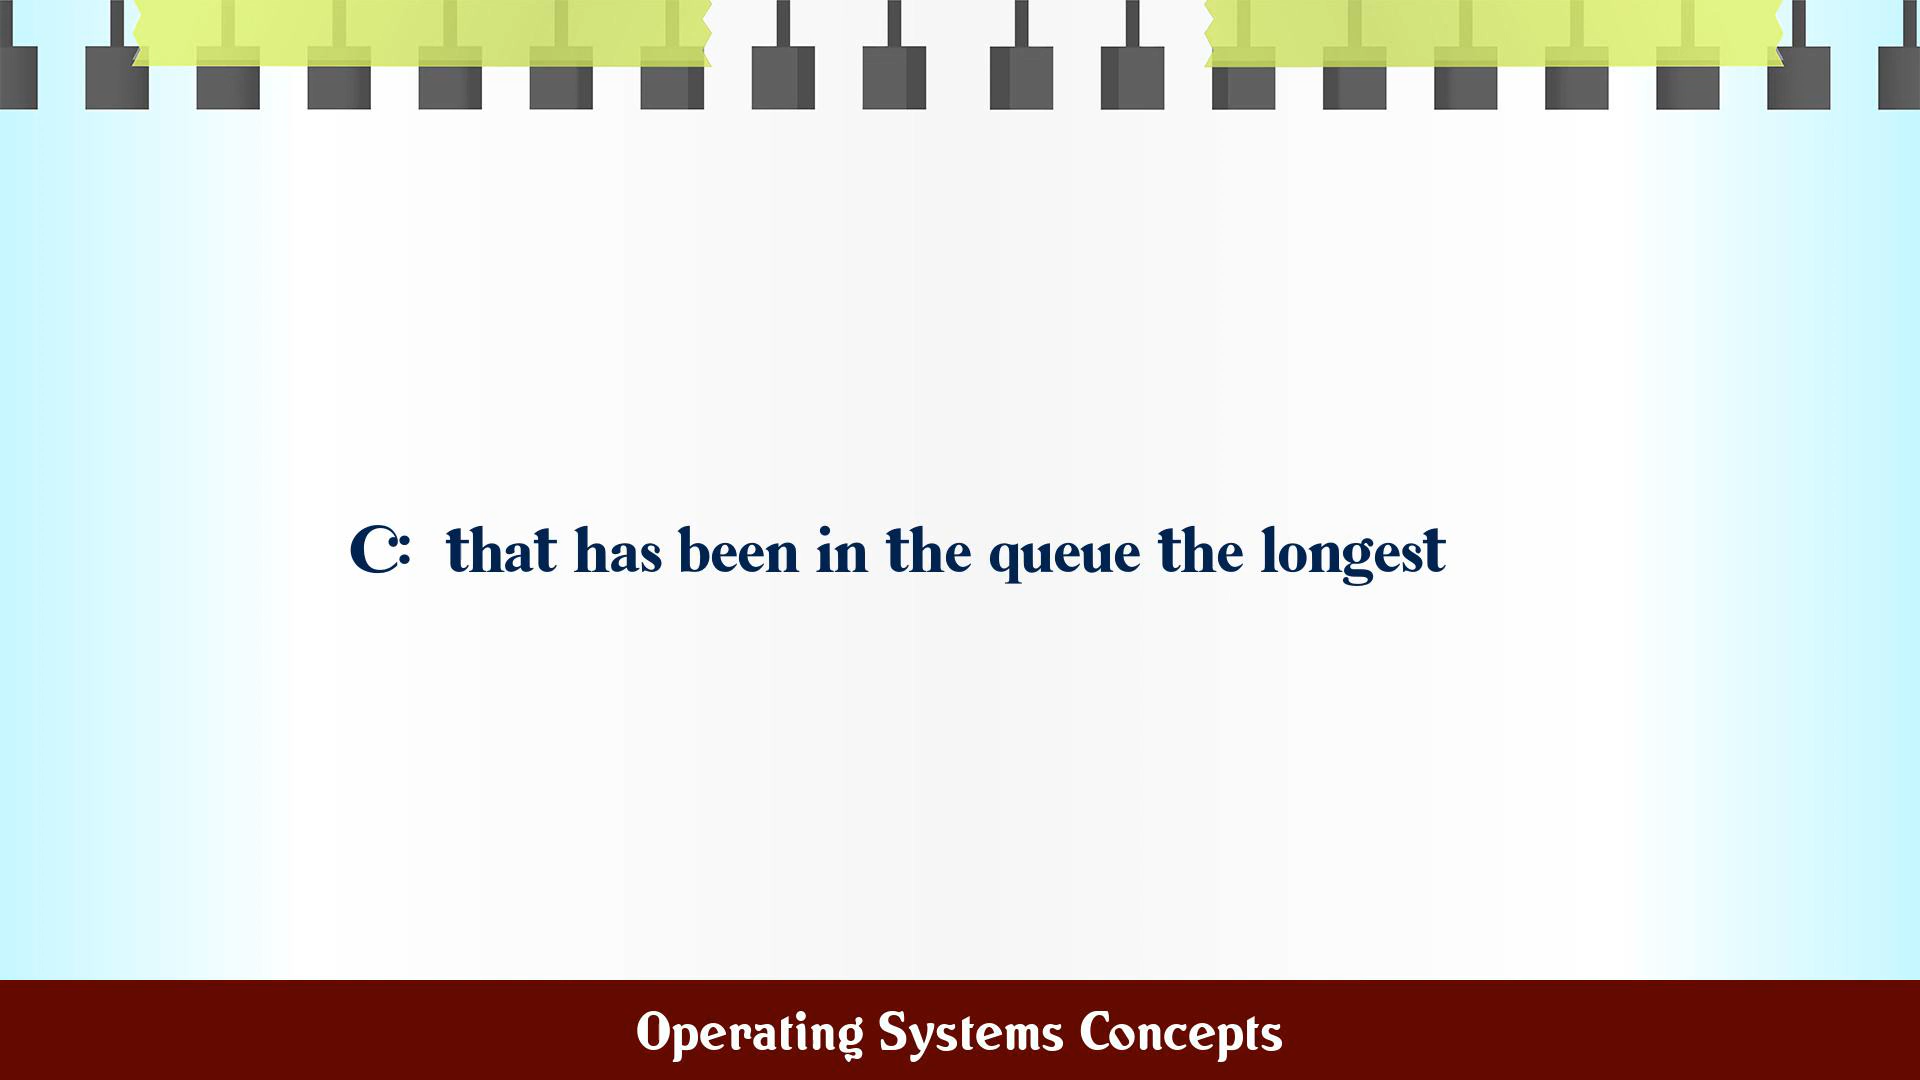 C: that has been in the queue the longest
Operating Systems Concepts